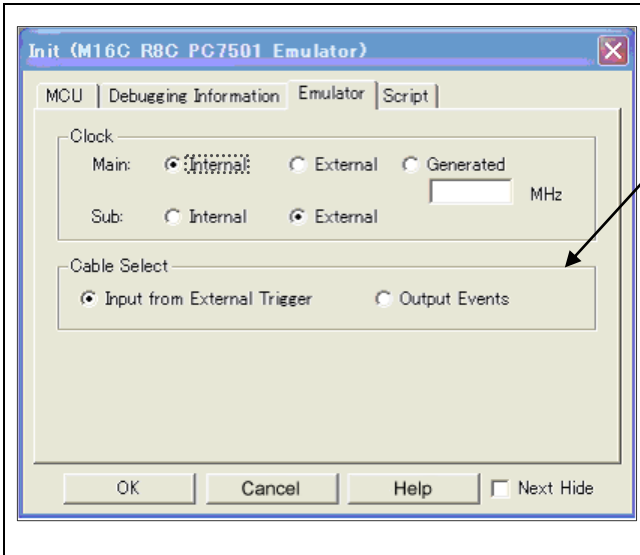 Init (M16C R8C PC7501 Emulator)
MCU Debugging Information Emulator Script
Clock
Main: Internal External Generated
MHz
Sub: Internal External
Cable Select
Input from External Trigger Output Events
OK Cancel Help Next Hide